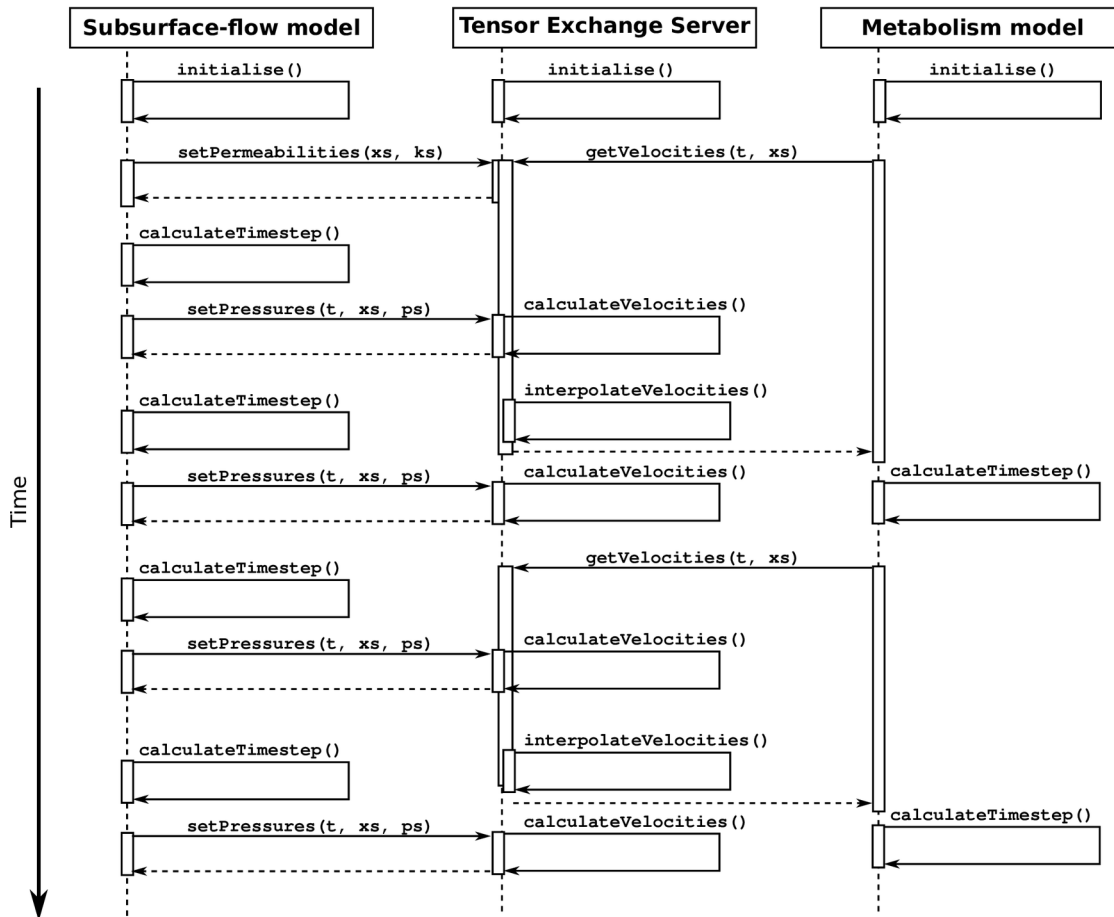 Subsurface-flow model
Tensor Exchange Server
Metabolism model
initialise()
initialise()
initialise()
setPermeabilities(xs, ks)
getVelocities(t, xs)
calculateTimestep()
setPressures(t, xs, ps)
calculateVelocities()
calculateTimestep()
interpolateVelocities()
setPressures(t, xs, ps)
calculateVelocities()
calculateTimestep()
Time
calculateTimestep()
getVelocities(t, xs)
setPressures(t, xs, ps)
calculateVelocities()
calculateTimestep()
interpolateVelocities()
setPressures(t, xs, ps)
calculateVelocities()
calculateTimestep()